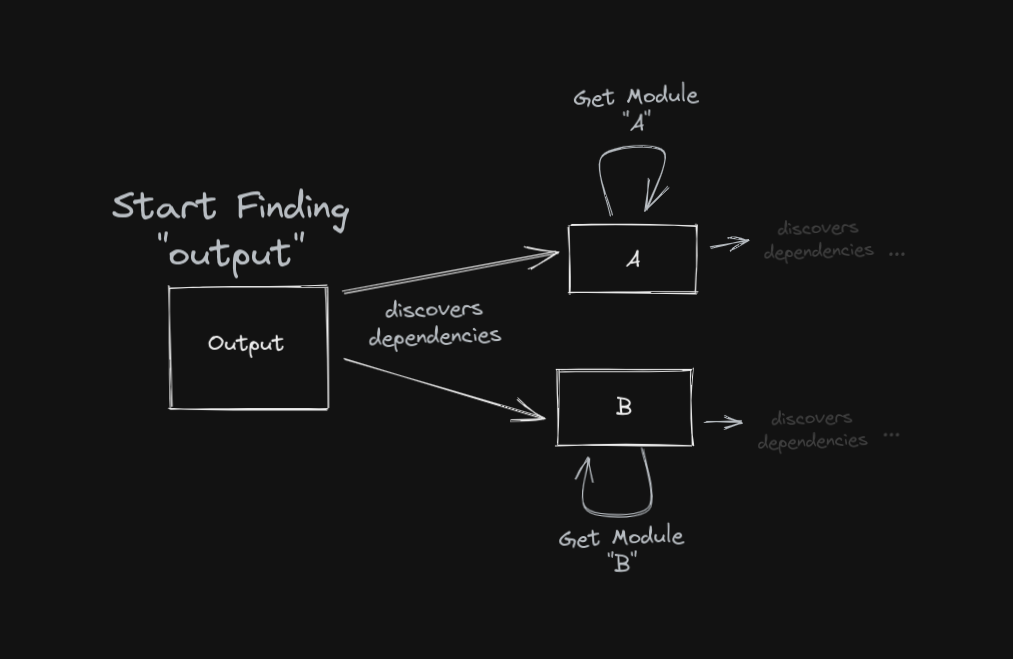 Start Finding
"output"
Output
discovers
dependencies
Get Module
"A"
A
discovers
dependencies ...
B
discovers
dependencies ...
Get Module
"B"